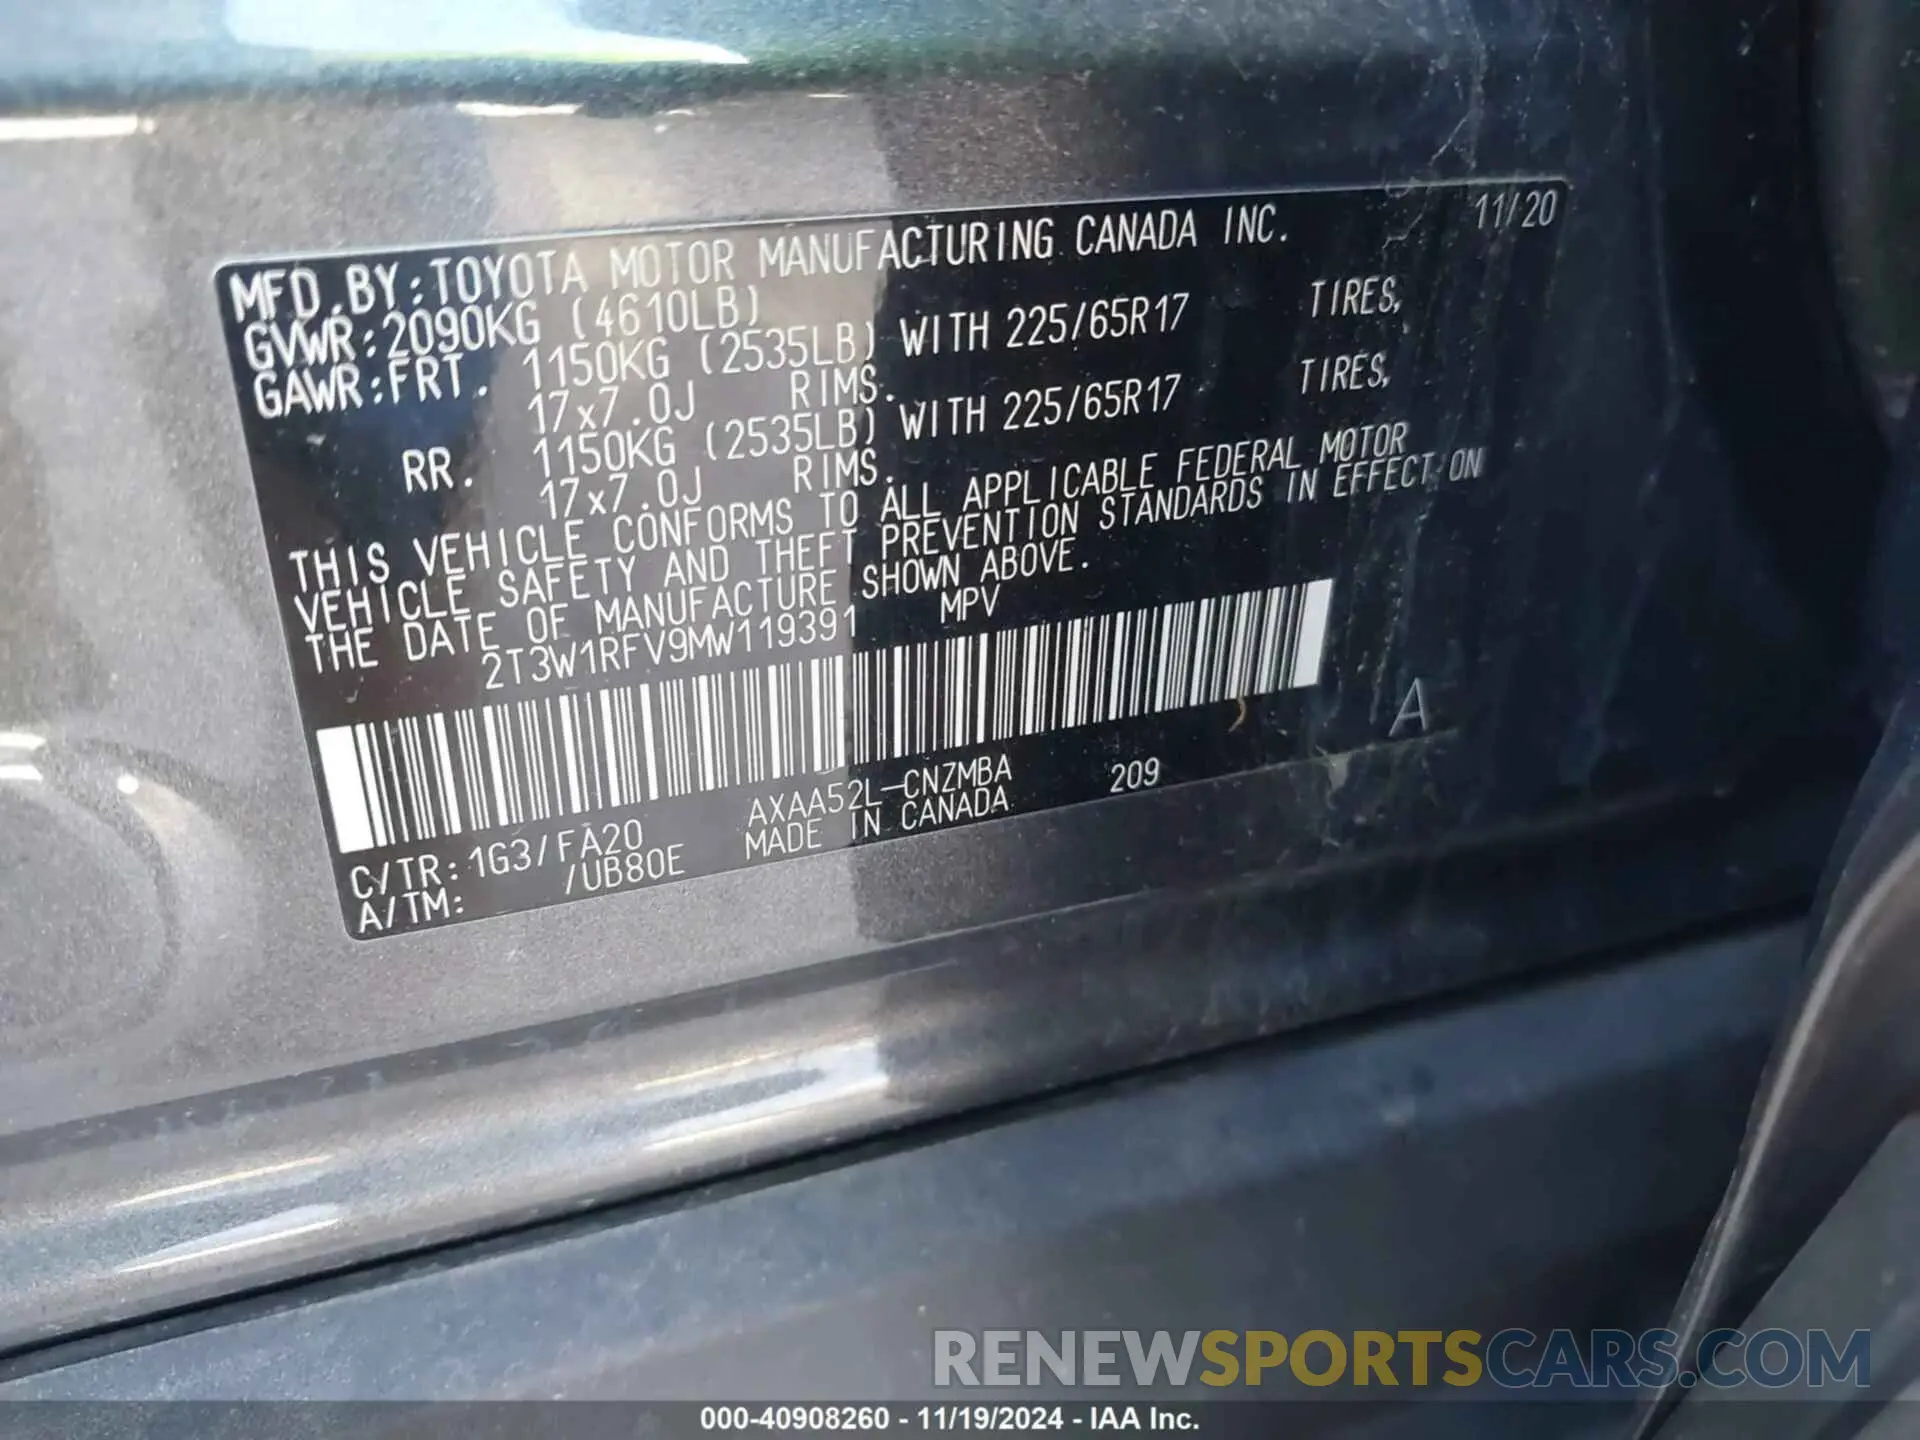 MFD.BY:TOYOTA MOTOR MANUFACTURING CANADA INC. 11/20
GVWR:2090KG (4610LB)
GAWR:FRT. 1150KG (2535LB) WITH 225/65R17 TIRES,
17x7.0J RIMS.
RR. 1150KG (2535LB) WITH 225/65R17 TIRES,
17x7.0J RIMS.
THIS VEHICLE CONFORMS TO ALL APPLICABLE FEDERAL MOTOR
VEHICLE SAFETY AND THEFT PREVENTION STANDARDS IN EFFECT ON
THE DATE OF MANUFACTURE SHOWN ABOVE.
2T3W1RFV9MW119391 MPV
A
C/TR:1G3/FA20 AXAA52L-CNZMBA 209
A/TM: /UB80E MADE IN CANADA
RENEWSPORTSCARS.COM
000-40908260 - 11/19/2024 - IAA Inc.